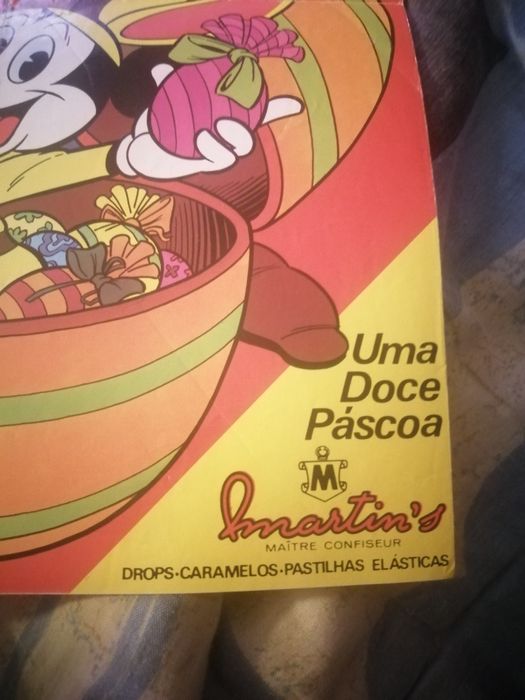 Uma
Doce
Páscoa
M
Imartin's
MAÎTRE CONFISEUR
DROPS•CARAMELOS•PASTILHAS ELÁSTICAS